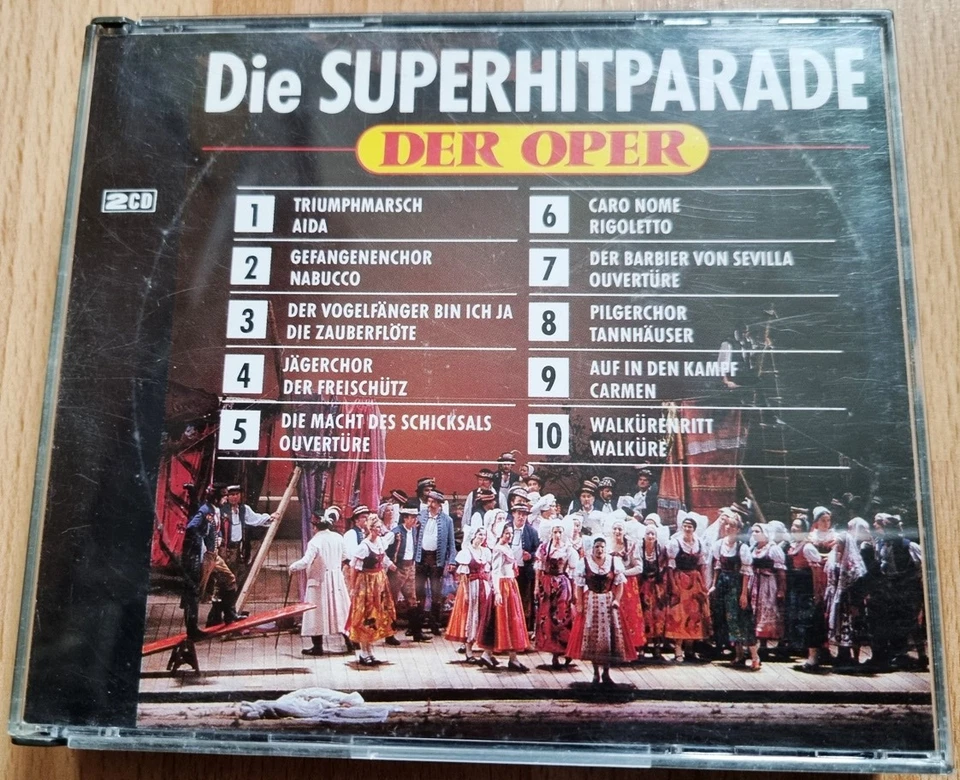 Die SUPERHITPARADE
DER OPER
2CD
1 TRIUMPHMARSCH
AIDA
2 GEFANGENENCHOR
NABUCCO
3 DER VOGELFÄNGER BIN ICH JA
DIE ZAUBERFLÖTE
4 JÄGERCHOR
DER FREISCHÜTZ
5 DIE MACHT DES SCHICKSALS
OUVERTÜRE
6 CARO NOME
RIGOLETTO
7 DER BARBIER VON SEVILLA
OUVERTÜRE
8 PILGERCHOR
TANNHÄUSER
9 AUF IN DEN KAMPF
CARMEN
10 WALKÜRENRITT
WALKÜRE